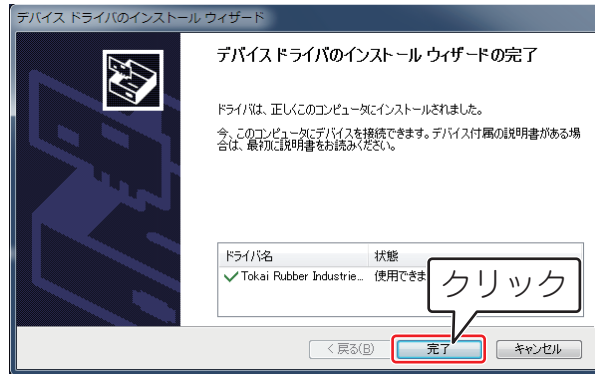 デバイス ドライバのインストール ウィザード
デバイス ドライバのインストール ウィザードの完了
ドライバは、正しくこのコンピュータにインストールされました。
今、このコンピュータにデバイスを接続できます。デバイス付属の説明書がある場
合は、最初に説明書をお読みください。
ドライバ名 状態
Tokai Rubber Industrie... 使用できま
クリック
< 戻る(B) 完了 キャンセル